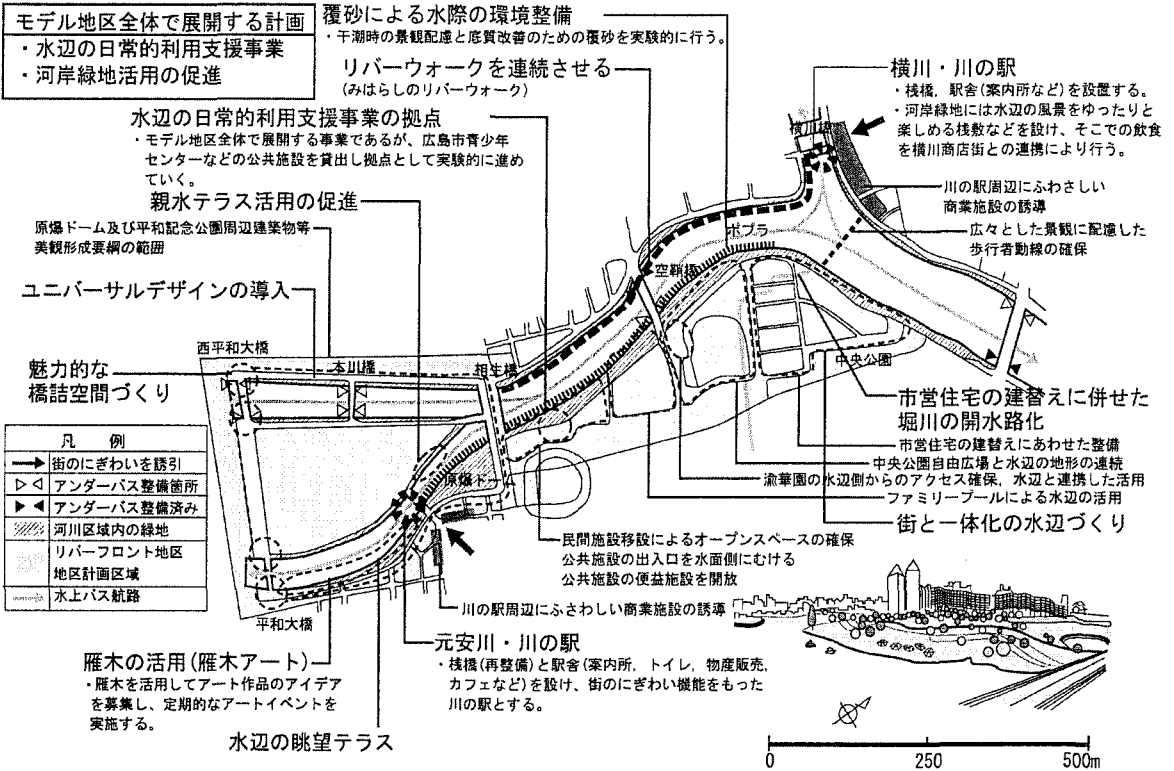 モデル地区全体で展開する計画
・水辺の日常的利用支援事業
・河岸緑地活用の促進
覆砂による水際の環境整備
・干潮時の景観配慮と底質改善のための覆砂を実験的に行う。
リバーウォークを連続させる
(みはらしのリバーウォーク)
水辺の日常的利用支援事業の拠点
・モデル地区全体で展開する事業であるが、広島市青少年
センターなどの公共施設を貸出し拠点として実験的に進め
ていく。
親水テラス活用の促進
原爆ドーム及び平和記念公園周辺建築物等
美観形成要綱の範囲
ユニバーサルデザインの導入
魅力的な
橋詰空間づくり
横川・川の駅
・桟橋，駅舎(案内所など)を設置する。
・河岸緑地には水辺の風景をゆったりと
楽しめる桟敷などを設け、そこでの飲食
を横川商店街との連携により行う。
川の駅周辺にふわさしい
商業施設の誘導
広々とした景観に配慮した
歩行者動線の確保
横川橋
ポプラ
空鞘橋
西平和大橋
本川橋
相生橋
中央公園
原爆ドーム
平和大橋
市営住宅の建替えに併せた
堀川の開水路化
市営住宅の建替えにあわせた整備
中央公園自由広場と水辺の地形の連続
渝華園の水辺側からのアクセス確保，水辺と連携した活用
ファミリープールによる水辺の活用
街と一体化の水辺づくり
凡 例
街のにぎわいを誘引
アンダーパス整備箇所
アンダーパス整備済み
河川区域内の緑地
リバーフロント地区
地区計画区域
水上バス航路
民間施設移設によるオープンスペースの確保
公共施設の出入口を水面側にむける
公共施設の便益施設を開放
川の駅周辺にふさわしい商業施設の誘導
元安川・川の駅
・桟橋(再整備)と駅舎(案内所，トイレ，物産販売，
カフェなど)を設け、街のにぎわい機能をもった
川の駅とする。
雁木の活用(雁木アート)
・雁木を活用してアート作品のアイデア
を募集し、定期的なアートイベントを
実施する。
水辺の眺望テラス
0 250 500m